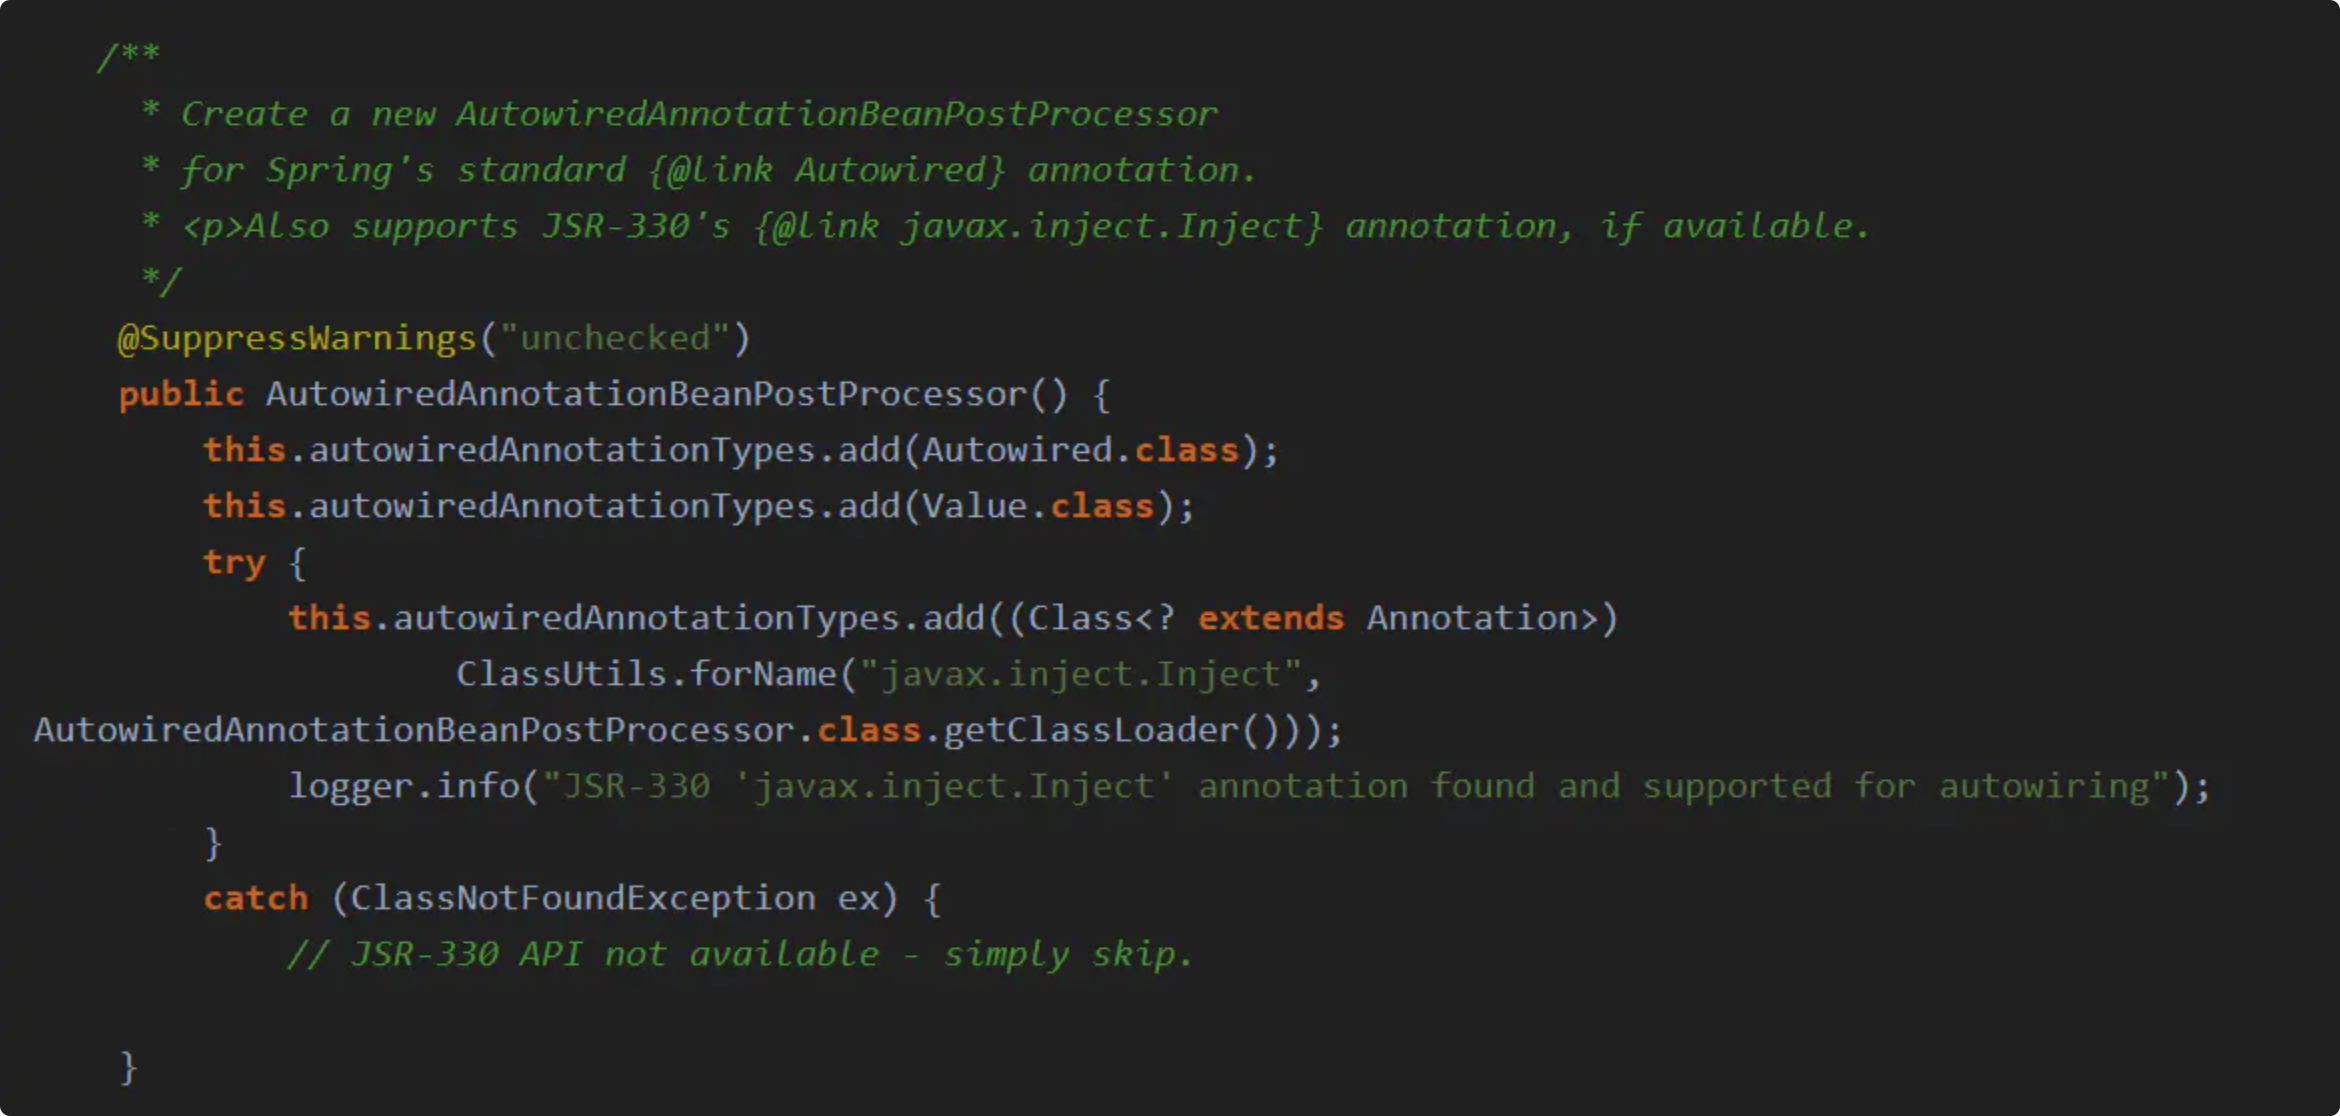 /**
* Create a new AutowiredAnnotationBeanPostProcessor
* for Spring's standard {@link Autowired} annotation.
* <p>Also supports JSR-330's {@link javax.inject.Inject} annotation, if available.
*/
@SuppressWarnings("unchecked")
public AutowiredAnnotationBeanPostProcessor() {
this.autowiredAnnotationTypes.add(Autowired.class);
this.autowiredAnnotationTypes.add(Value.class);
try {
this.autowiredAnnotationTypes.add((Class<? extends Annotation>)
ClassUtils.forName("javax.inject.Inject",
AutowiredAnnotationBeanPostProcessor.class.getClassLoader()));
logger.info("JSR-330 'javax.inject.Inject' annotation found and supported for autowiring");
}
catch (ClassNotFoundException ex) {
// JSR-330 API not available - simply skip.
}